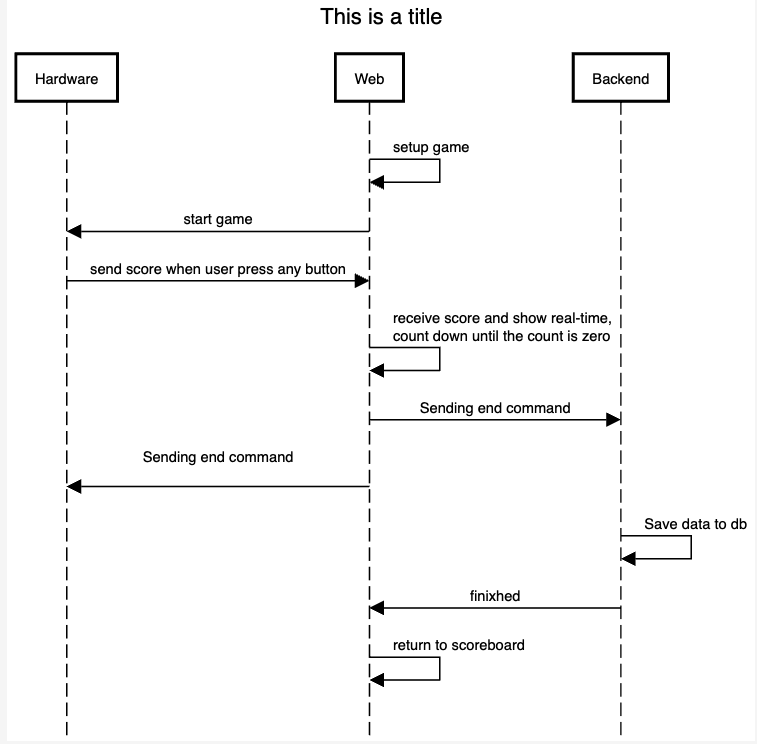 This is a title
Hardware
Web
Backend
setup game
start game
send score when user press any button
receive score and show real-time,
count down until the count is zero
Sending end command
Sending end command
Save data to db
finixhed
return to scoreboard